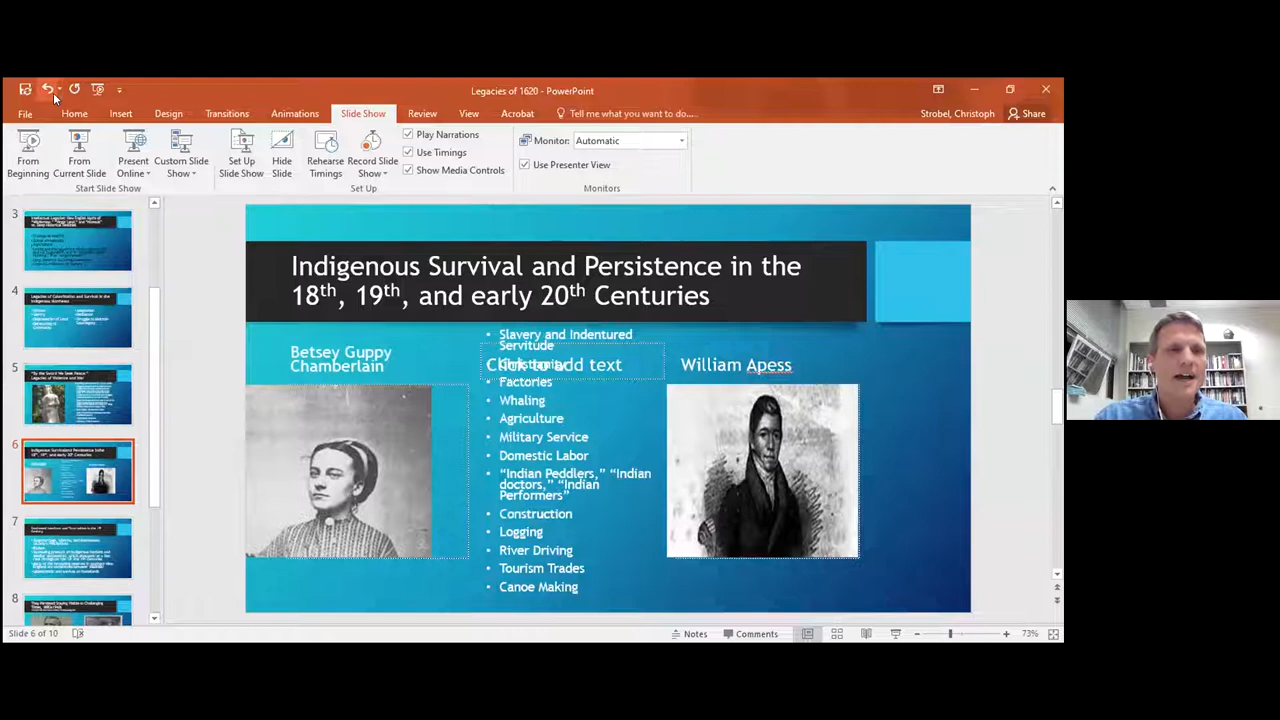 Legacies of 1620 - PowerPoint
File
Home
Insert
Design
Transitions
Animations
Slide Show
Review
View
Acrobat
Tell me what you want to do...
Strobel, Christoph
Share
From
Beginning
From
Current Slide
Present
Online
Custom Slide
Show
Start Slide Show
Set Up
Slide Show
Hide
Slide
Rehearse
Timings
Record Slide
Show
Play Narrations
Use Timings
Show Media Controls
Set Up
Monitor:
Automatic
Use Presenter View
Monitors
3
4
5
6
7
8
Indigenous Survival and Persistence in the
18th, 19th, and early 20th Centuries
Betsey Guppy
Chamberlain
• Slavery and Indentured
Servitude
Click to add text
• Christianity
• Factories
• Whaling
• Agriculture
• Military Service
• Domestic Labor
• “Indian Peddlers,” “Indian
doctors,” “Indian
Performers”
• Construction
• Logging
• River Driving
• Tourism Trades
• Canoe Making
William Apess
Slide 6 of 10
Notes
Comments
73%